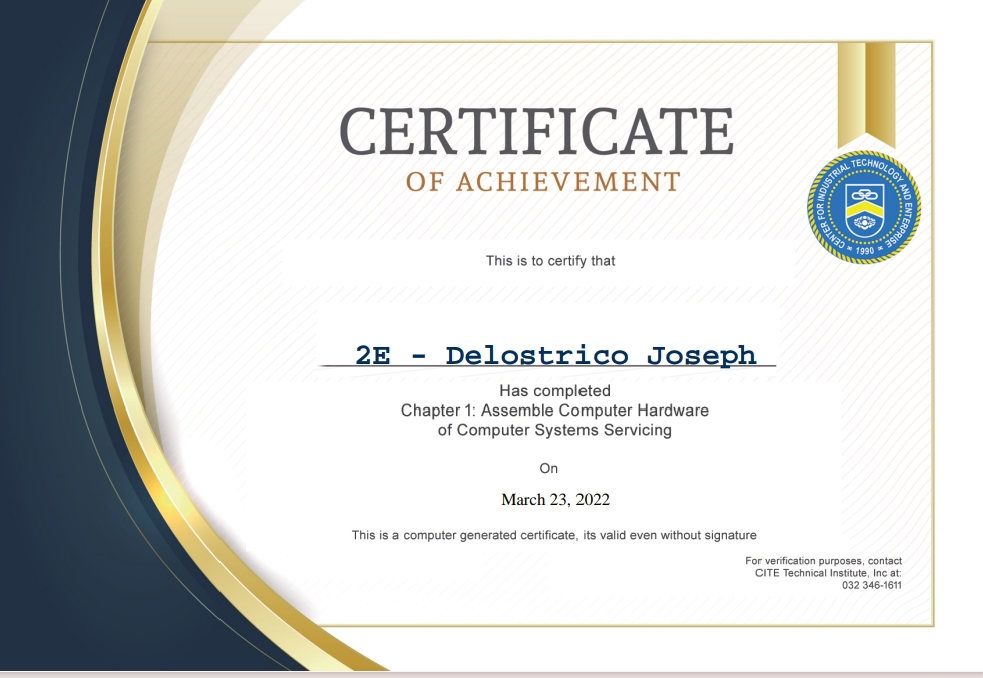 CERTIFICATE
OF ACHIEVEMENT
CENTER FOR INDUSTRIAL TECHNOLOGY AND ENTERPRISE
1990
This is to certify that
2E - Delostrico Joseph
Has completed
Chapter 1: Assemble Computer Hardware
of Computer Systems Servicing
On
March 23, 2022
This is a computer generated certificate, its valid even without signature
For verification purposes, contact
CITE Technical Institute, Inc at:
032 346-1611